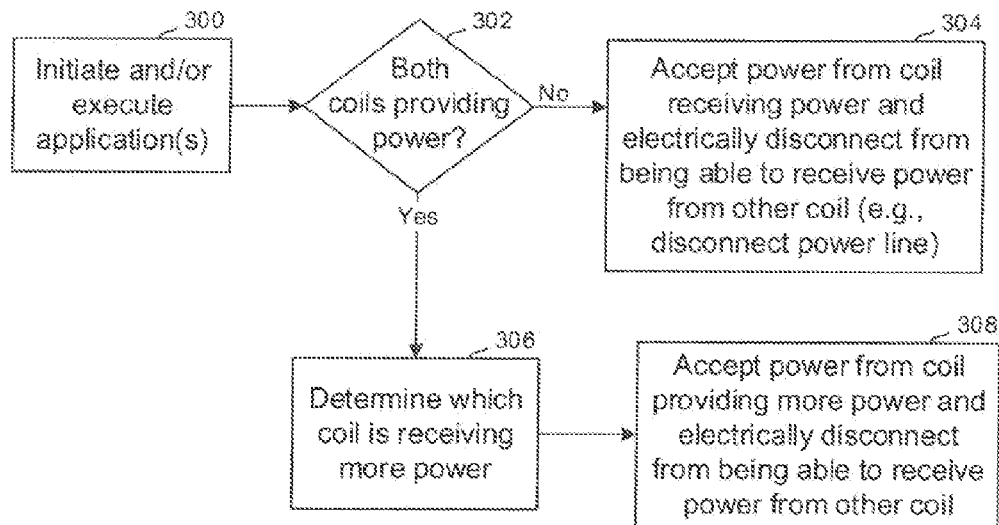 300
Initiate and/or
execute
application(s)
302
Both
coils providing
power?
No
Yes
304
Accept power from coil
receiving power and
electrically disconnect from
being able to receive power
from other coil (e.g.,
disconnect power line)
306
Determine which
coil is receiving
more power
308
Accept power from coil
providing more power and
electrically disconnect
from being able to receive
power from other coil